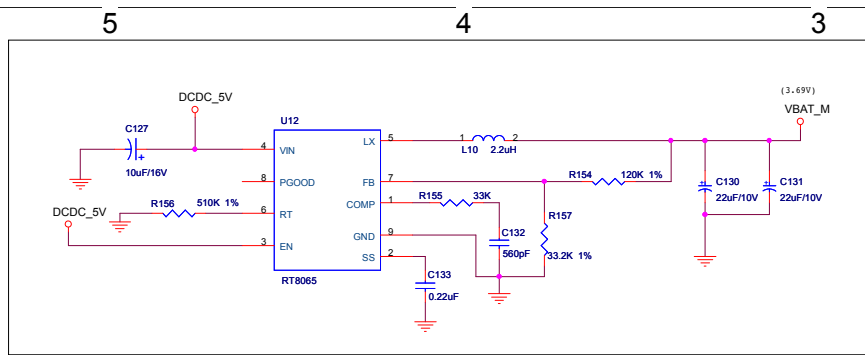 5 4 3
(3.69V)
DCDC_5V VBAT_M
U12
C127
10uF/16V
4 VIN LX 5 1 2
L10 2.2uH
8 PGOOD FB 7 R154 120K 1%
R156 510K 1% 6 RT COMP 1 R155 33K
C130
22uF/10V
C131
22uF/10V
DCDC_5V
R157
33.2K 1%
GND 9
C132
560pF
3 EN SS 2
C133
0.22uF
RT8065